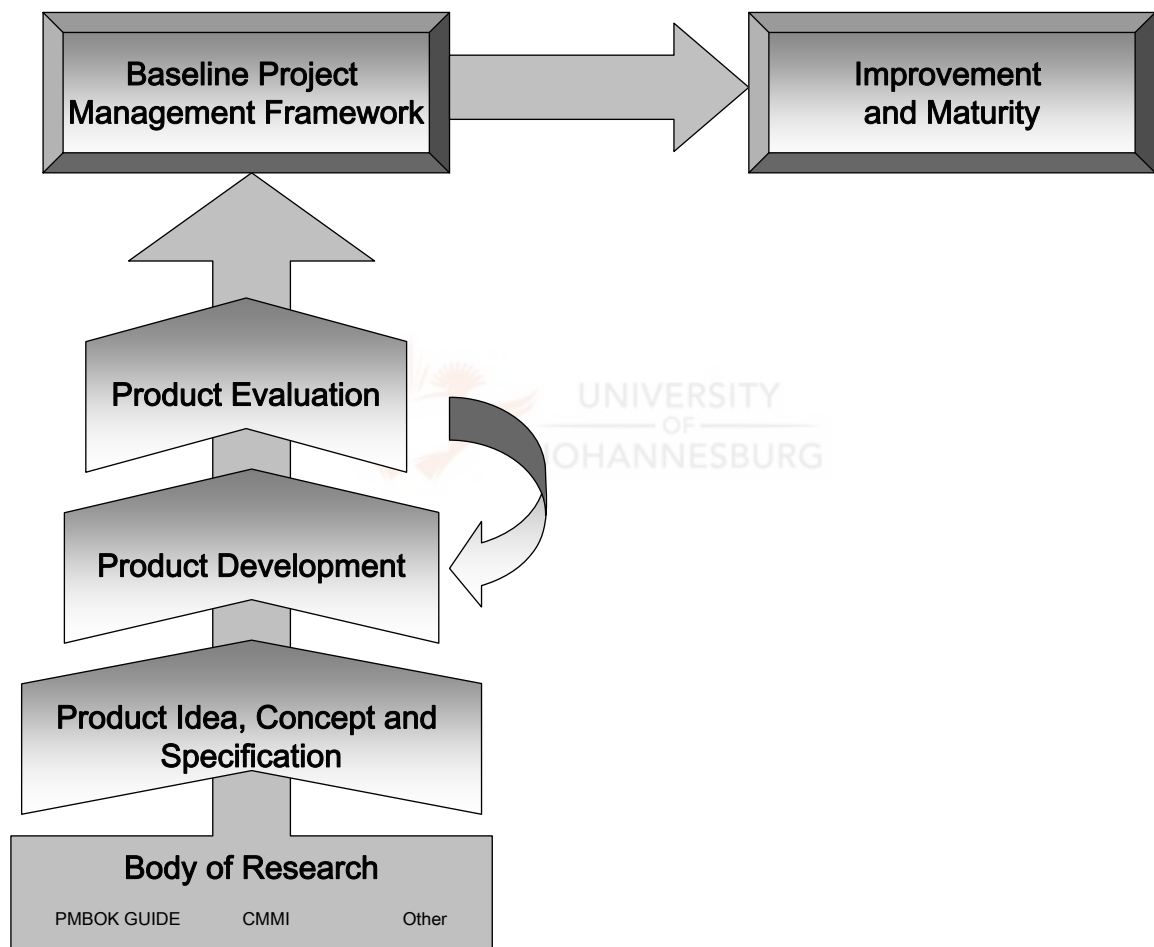 Baseline Project
Management Framework
Improvement
and Maturity
Product Evaluation
UNIVERSITY
OF
JOHANNESBURG
Product Development
Product Idea, Concept and
Specification
Body of Research
PMBOK GUIDE CMMI Other